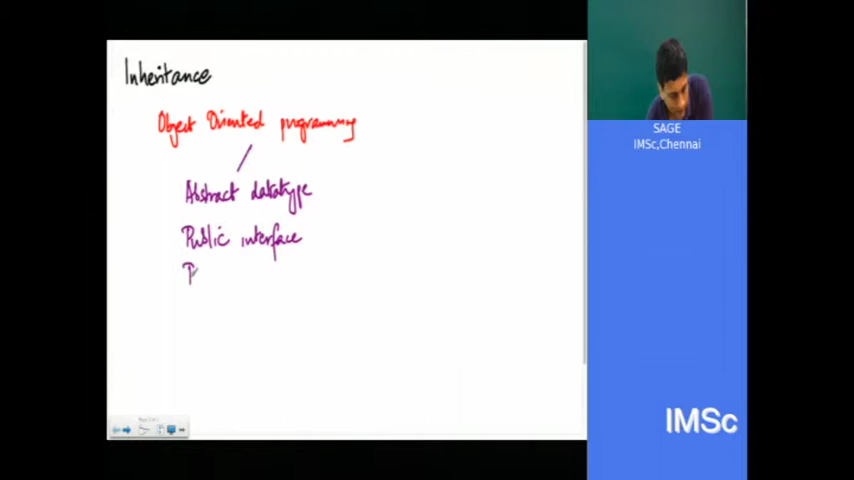 Inheritance
Object Oriented programming
Abstract datatype
Public interface
P
SAGE
IMSc,Chennai
IMSc